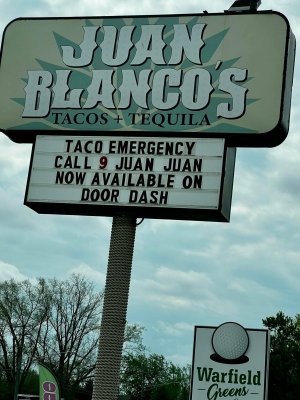 JUAN
BLANCO'S
TACOS + TEQUILA
TACO EMERGENCY
CALL 9 JUAN JUAN
NOW AVAILABLE ON
DOOR DASH
Warfield
Greens